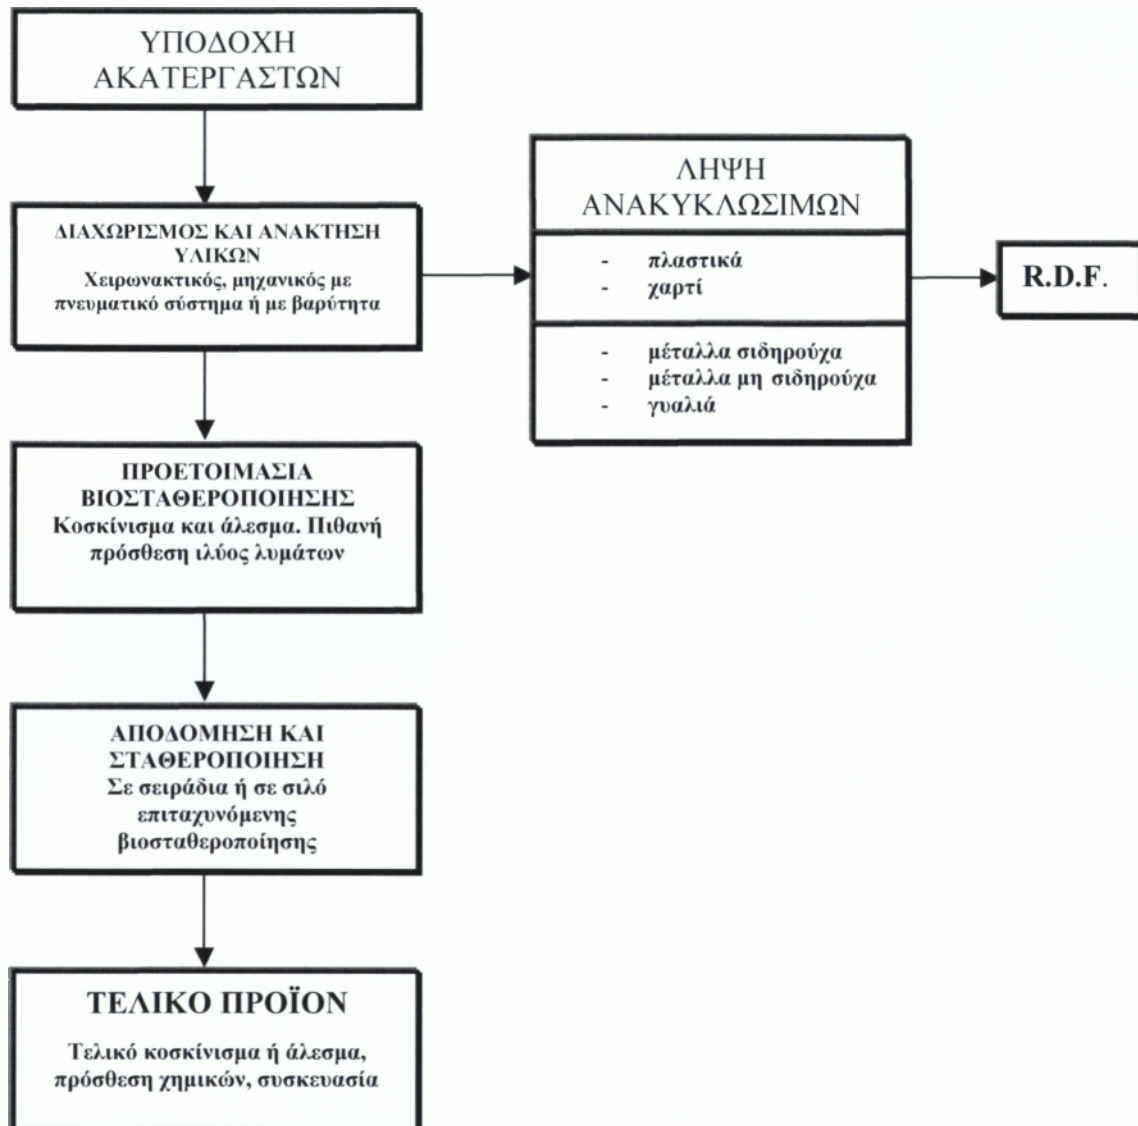 ΥΠΟΔΟΧΗ
ΑΚΑΤΕΡΓΑΣΤΩΝ
ΔΙΑΧΩΡΙΣΜΟΣ ΚΑΙ ΑΝΑΚΤΗΣΗ
ΥΛΙΚΩΝ
Χειρωνακτικός, μηχανικός με
πνευματικό σύστημα ή με βαρύτητα
ΛΗΨΗ
ΑΝΑΚΥΚΛΩΣΙΜΩΝ
- πλαστικά
- χαρτί
- μέταλλα σιδηρούχα
- μέταλλα μη σιδηρούχα
- γυαλιά
R.D.F.
ΠΡΟΕΤΟΙΜΑΣΙΑ
ΒΙΟΣΤΑΘΕΡΟΠΟΙΗΣΗΣ
Κοσκίνισμα και άλεσμα. Πιθανή
πρόσθεση ιλύος λυμάτων
ΑΠΟΔΟΜΗΣΗ ΚΑΙ
ΣΤΑΘΕΡΟΠΟΙΗΣΗ
Σε σειράδια ή σε σιλό
επιταχυνόμενης
βιοσταθεροποίησης
ΤΕΛΙΚΟ ΠΡΟΪΟΝ
Τελικό κοσκίνισμα ή άλεσμα,
πρόσθεση χημικών, συσκευασία